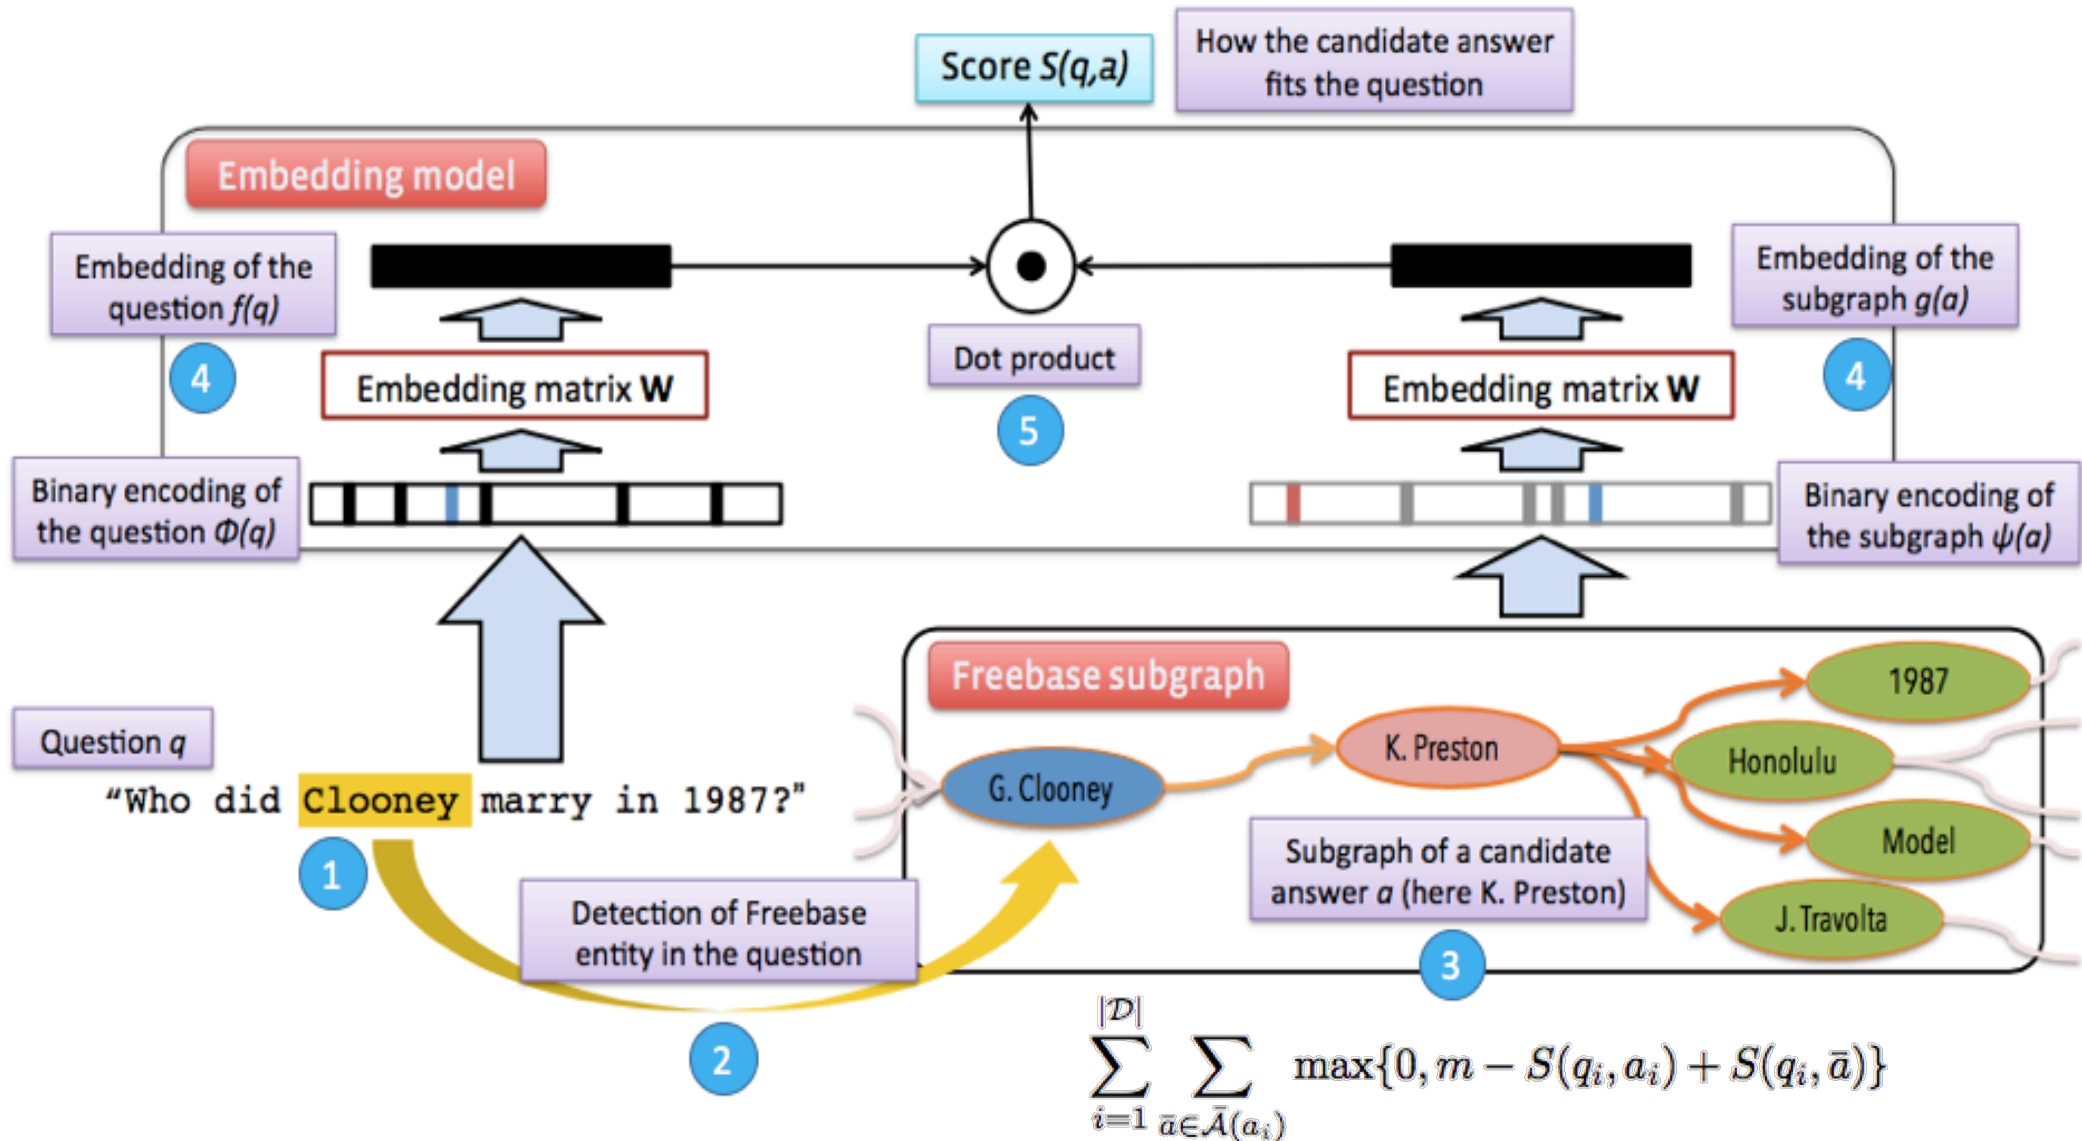 Score S(q,a)
How the candidate answer
fits the question
Embedding model
Embedding of the
question f(q)
4
Embedding matrix W
Binary encoding of
the question Φ(q)
Dot product
5
Embedding of the
subgraph g(a)
4
Embedding matrix W
Binary encoding of
the subgraph ψ(a)
Question q
“Who did Clooney marry in 1987?”
1
Detection of Freebase
entity in the question
2
Freebase subgraph
G. Clooney
K. Preston
1987
Honolulu
Model
J. Travolta
Subgraph of a candidate
answer a (here K. Preston)
3
|𝒟|
∑ ∑ max{0, m − S(qᵢ, aᵢ) + S(qᵢ, ā)}
i=1 ā∈𝒜̄(aᵢ)